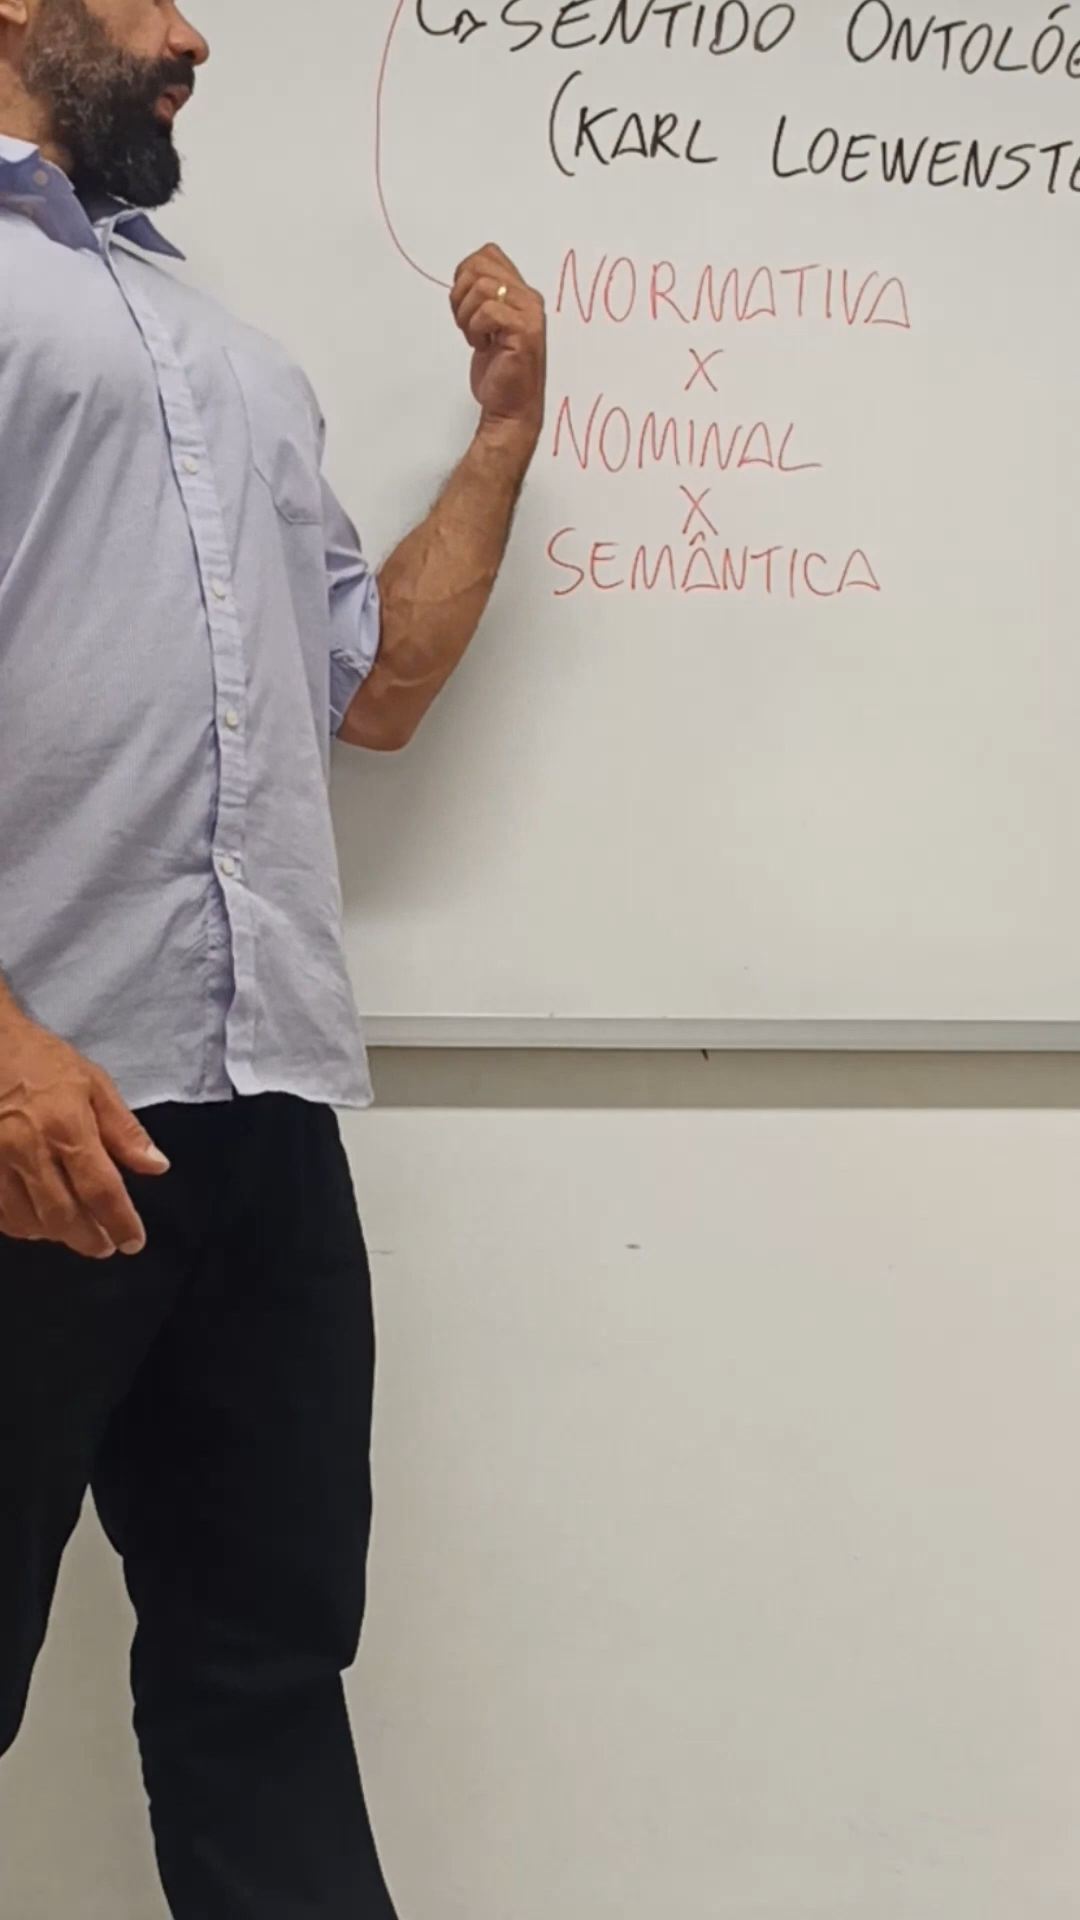 ↳ SENTIDO
(KARL
NORMATIVA
X
NOMINAL
X
SEMÂNTICA